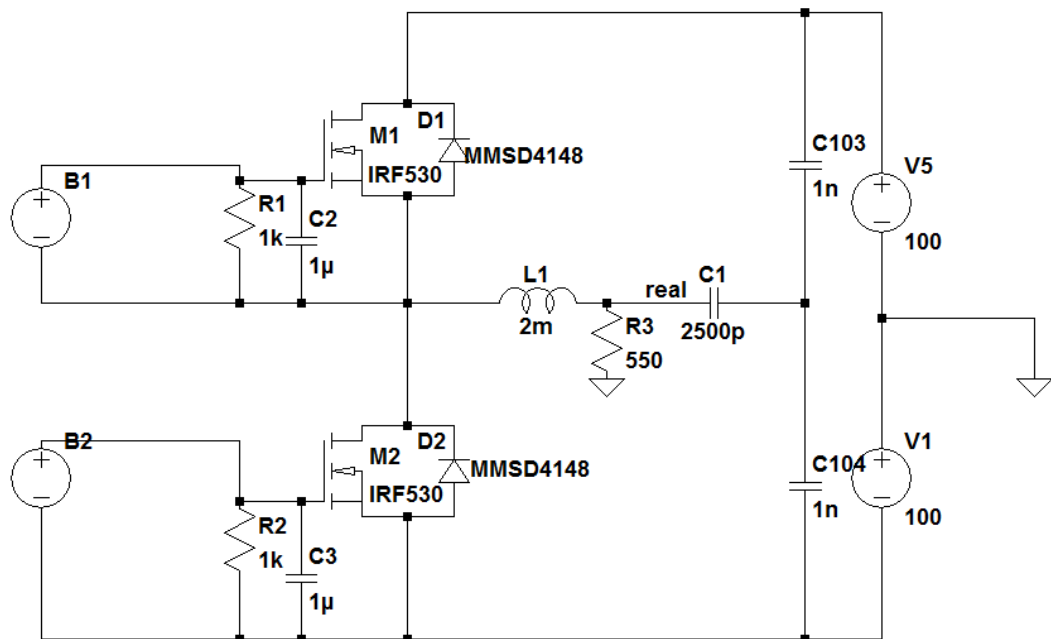 B1
R1
1k
C2
1µ
M1
IRF530
D1
MMSD4148
C103
1n
V5
100
L1
2m
real
C1
2500p
R3
550
B2
R2
1k
C3
1µ
M2
IRF530
D2
MMSD4148
C104
1n
V1
100